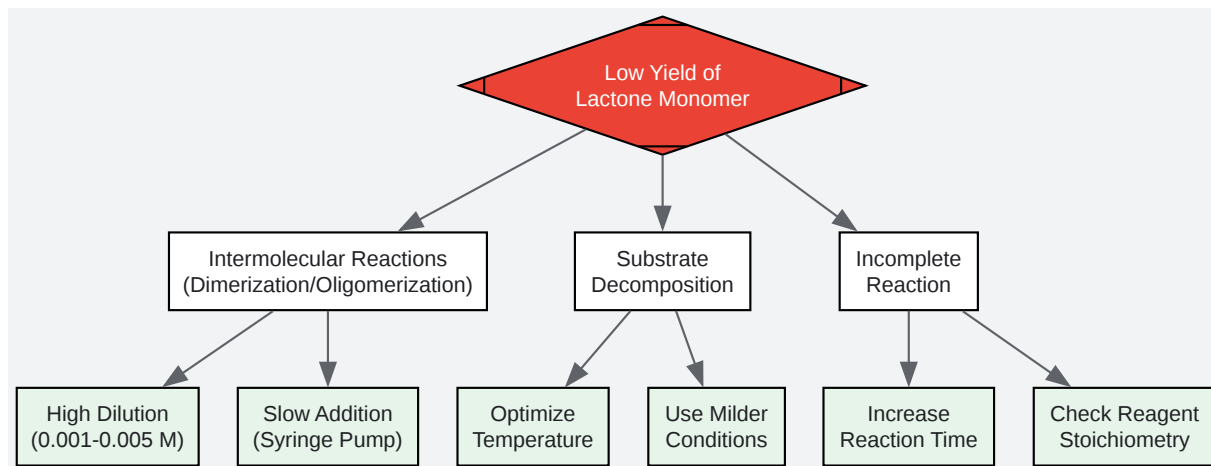 Low Yield of
Lactone Monomer
Intermolecular Reactions
(Dimerization/Oligomerization)
Substrate
Decomposition
Incomplete
Reaction
High Dilution
(0.001-0.005 M)
Slow Addition
(Syringe Pump)
Optimize
Temperature
Use Milder
Conditions
Increase
Reaction Time
Check Reagent
Stoichiometry